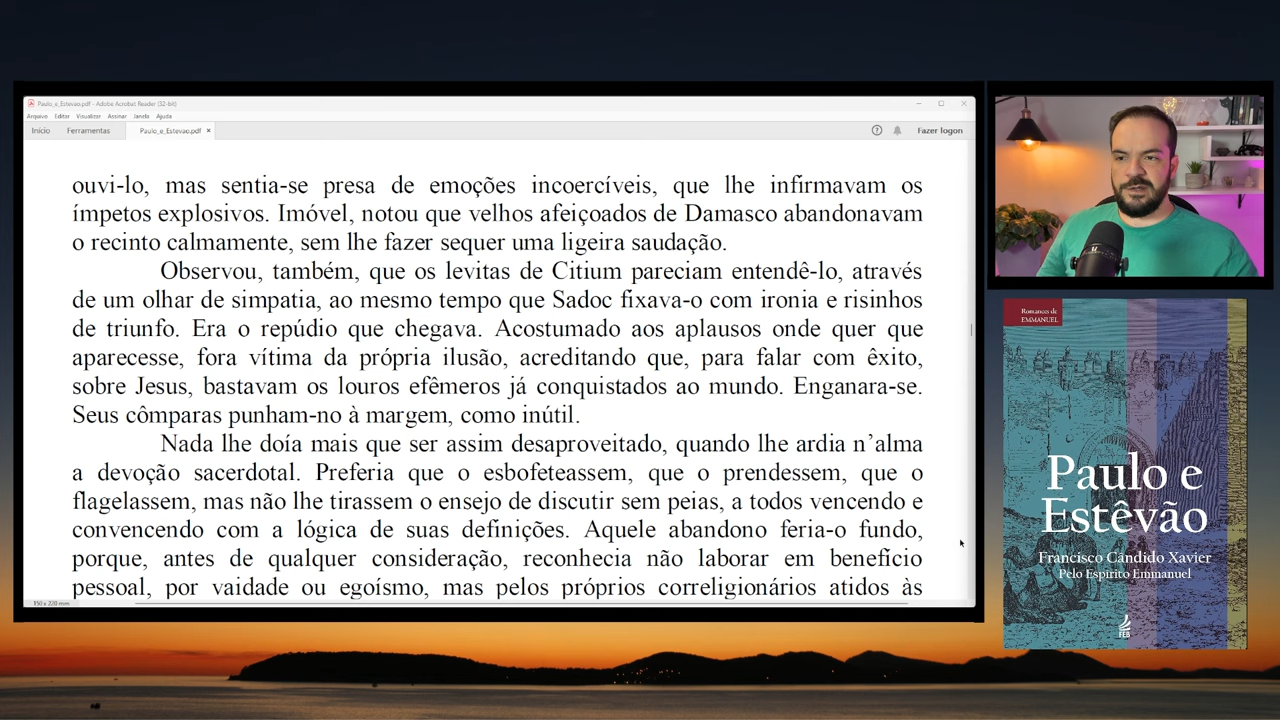 Paulo_e_Estevao.pdf - Adobe Acrobat Reader (32-bit)
Arquivo Editar Visualizar Assinar Janela Ajuda
Início Ferramentas Paulo_e_Estevao.pdf × Fazer logon
ouvi-lo, mas sentia-se presa de emoções incoercíveis, que lhe infirmavam os
ímpetos explosivos. Imóvel, notou que velhos afeiçoados de Damasco abandonavam
o recinto calmamente, sem lhe fazer sequer uma ligeira saudação.
Observou, também, que os levitas de Citium pareciam entendê-lo, através
de um olhar de simpatia, ao mesmo tempo que Sadoc fixava-o com ironia e risinhos
de triunfo. Era o repúdio que chegava. Acostumado aos aplausos onde quer que
aparecesse, fora vítima da própria ilusão, acreditando que, para falar com êxito,
sobre Jesus, bastavam os louros efêmeros já conquistados ao mundo. Enganara-se.
Seus cômparas punham-no à margem, como inútil.
Nada lhe doía mais que ser assim desaproveitado, quando lhe ardia n’alma
a devoção sacerdotal. Preferia que o esbofeteassem, que o prendessem, que o
flagelassem, mas não lhe tirassem o ensejo de discutir sem peias, a todos vencendo e
convencendo com a lógica de suas definições. Aquele abandono feria-o fundo,
porque, antes de qualquer consideração, reconhecia não laborar em benefício
pessoal, por vaidade ou egoísmo, mas pelos próprios correligionários atidos às
150 x 220 mm
Romances de
EMMANUEL
Paulo e
Estêvão
Francisco Cândido Xavier
Pelo Espírito Emmanuel
FEB